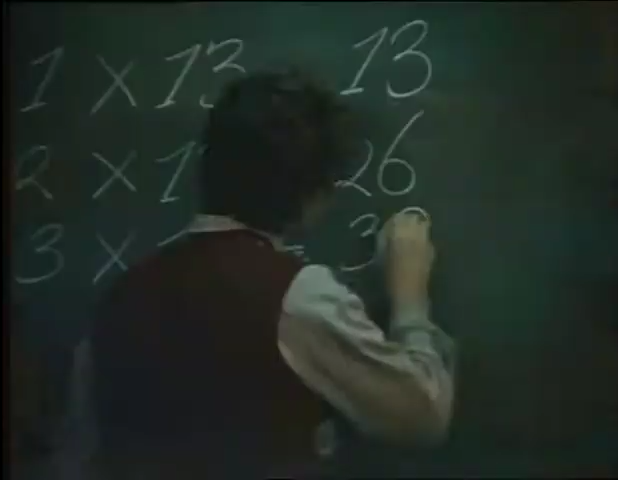 1 × 13 13
2 × 1 26
3 × = 3